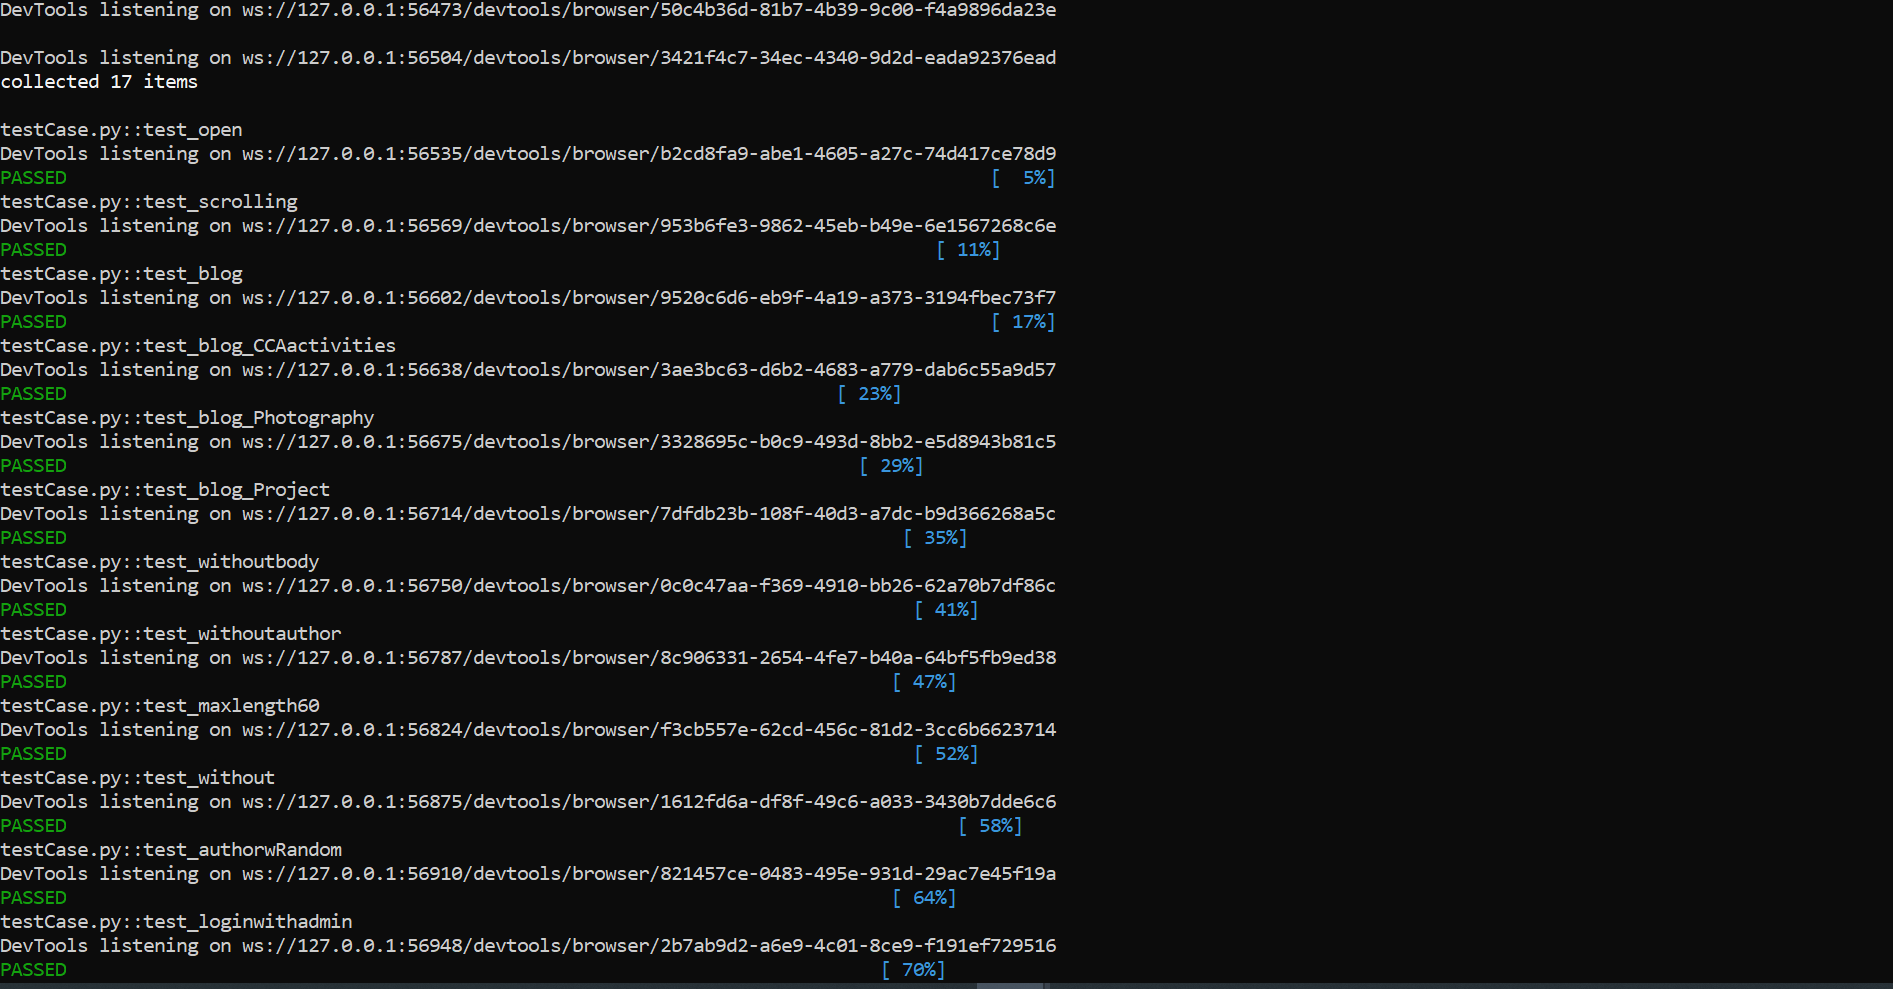 DevTools listening on ws://127.0.0.1:56473/devtools/browser/50c4b36d-81b7-4b39-9c00-f4a9896da23e
DevTools listening on ws://127.0.0.1:56504/devtools/browser/3421f4c7-34ec-4340-9d2d-eada92376ead
collected 17 items
testCase.py::test_open
DevTools listening on ws://127.0.0.1:56535/devtools/browser/b2cd8fa9-abe1-4605-a27c-74d417ce78d9
PASSED [  5%]
testCase.py::test_scrolling
DevTools listening on ws://127.0.0.1:56569/devtools/browser/953b6fe3-9862-45eb-b49e-6e1567268c6e
PASSED [ 11%]
testCase.py::test_blog
DevTools listening on ws://127.0.0.1:56602/devtools/browser/9520c6d6-eb9f-4a19-a373-3194fbec73f7
PASSED [ 17%]
testCase.py::test_blog_CCAactivities
DevTools listening on ws://127.0.0.1:56638/devtools/browser/3ae3bc63-d6b2-4683-a779-dab6c55a9d57
PASSED [ 23%]
testCase.py::test_blog_Photography
DevTools listening on ws://127.0.0.1:56675/devtools/browser/3328695c-b0c9-493d-8bb2-e5d8943b81c5
PASSED [ 29%]
testCase.py::test_blog_Project
DevTools listening on ws://127.0.0.1:56714/devtools/browser/7dfdb23b-108f-40d3-a7dc-b9d366268a5c
PASSED [ 35%]
testCase.py::test_withoutbody
DevTools listening on ws://127.0.0.1:56750/devtools/browser/0c0c47aa-f369-4910-bb26-62a70b7df86c
PASSED [ 41%]
testCase.py::test_withoutauthor
DevTools listening on ws://127.0.0.1:56787/devtools/browser/8c906331-2654-4fe7-b40a-64bf5fb9ed38
PASSED [ 47%]
testCase.py::test_maxlength60
DevTools listening on ws://127.0.0.1:56824/devtools/browser/f3cb557e-62cd-456c-81d2-3cc6b6623714
PASSED [ 52%]
testCase.py::test_without
DevTools listening on ws://127.0.0.1:56875/devtools/browser/1612fd6a-df8f-49c6-a033-3430b7dde6c6
PASSED [ 58%]
testCase.py::test_authorwRandom
DevTools listening on ws://127.0.0.1:56910/devtools/browser/821457ce-0483-495e-931d-29ac7e45f19a
PASSED [ 64%]
testCase.py::test_loginwithadmin
DevTools listening on ws://127.0.0.1:56948/devtools/browser/2b7ab9d2-a6e9-4c01-8ce9-f191ef729516
PASSED [ 70%]